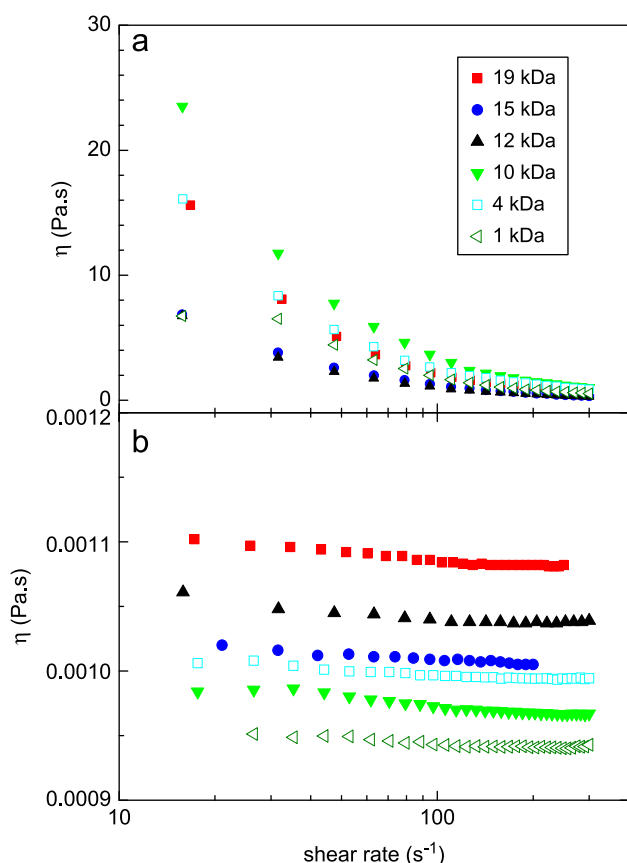 a
30
20
10
0
η (Pa.s)
19 kDa
15 kDa
12 kDa
10 kDa
4 kDa
1 kDa
b
0.0012
0.0011
0.0010
0.0009
η (Pa.s)
10
100
shear rate (s⁻¹)